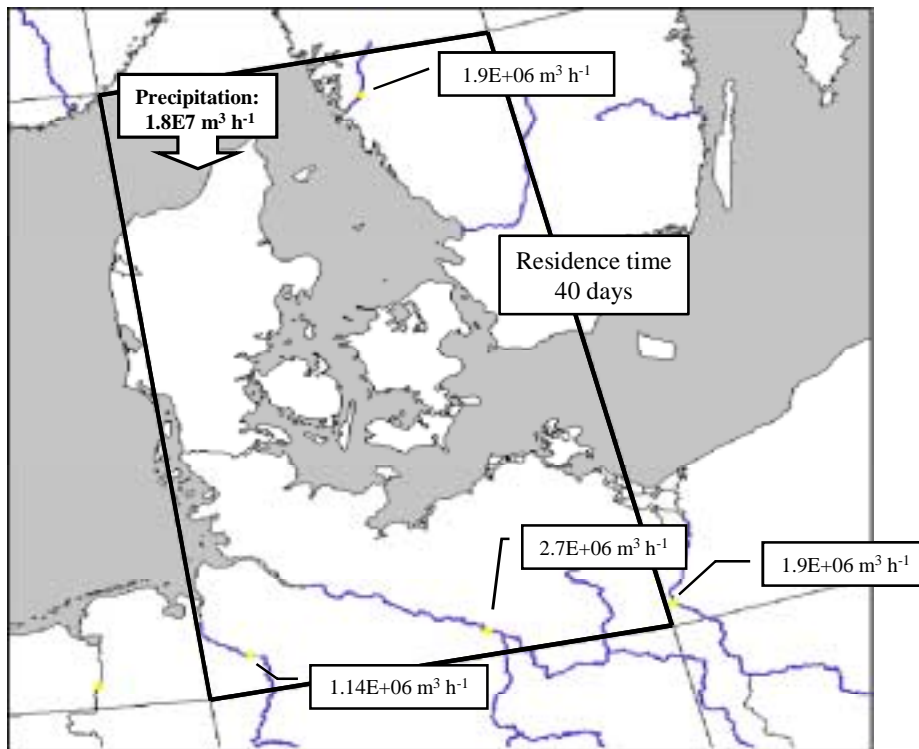 1.9E+06 m³ h⁻¹
Precipitation:
1.8E7 m³ h⁻¹
Residence time
40 days
2.7E+06 m³ h⁻¹
1.9E+06 m³ h⁻¹
1.14E+06 m³ h⁻¹